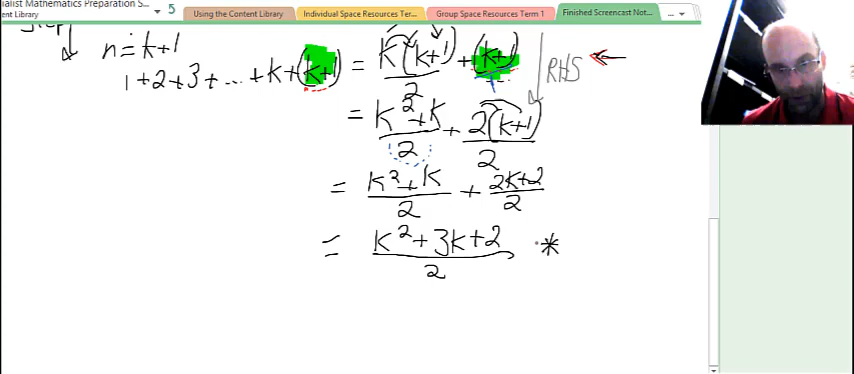 ialist Mathematics Preparation S...
ent Library)
5
Using the Content Library
Individual Space Resources Ter...
Group Space Resources Term 1
Finished Screencast Not...
...
n = k+1
1+2+3+...+k+(k+1) = k(k+1)/2 + (k+1)/1
RHS
= k²+k/2 + 2(k+1)/2
= k²+k/2 + 2k+2/2
= k²+3k+2/2 *